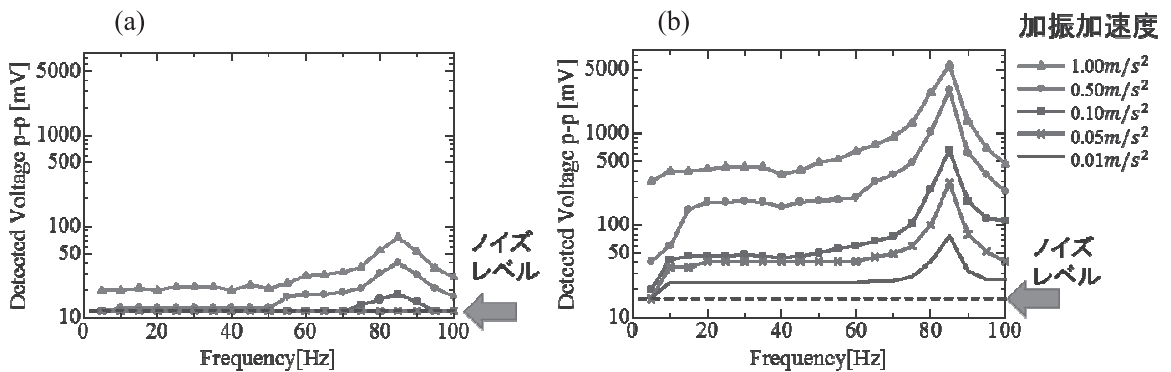 (a)
Detected Voltage p-p [mV]
5000
1000
500
100
50
10
0 20 40 60 80 100
Frequency[Hz]
ノイズ
レベル
(b)
Detected Voltage p-p [mV]
5000
1000
500
100
50
10
0 20 40 60 80 100
Frequency[Hz]
加振加速度
1.00m/s²
0.50m/s²
0.10m/s²
0.05m/s²
0.01m/s²
ノイズ
レベル